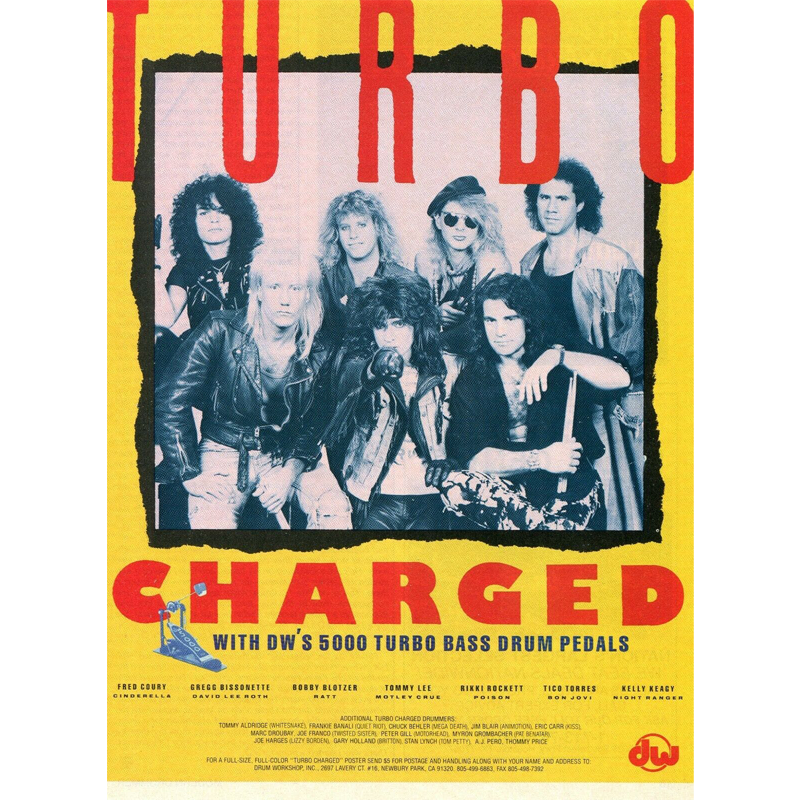 TURBO
CHARGED
5000
WITH DW'S 5000 TURBO BASS DRUM PEDALS
FRED COURY GREGG BISSONETTE BOBBY BLOTZER TOMMY LEE RIKKI ROCKETT TICO TORRES KELLY KEAGY
CINDERELLA DAVID LEE ROTH RATT MOTLEY CRUE POISON BON JOVI NIGHT RANGER
ADDITIONAL TURBO CHARGED DRUMMERS:
TOMMY ALDRIDGE (WHITESNAKE), FRANKIE BANALI (QUIET RIOT), CHUCK BEHLER (MEGA DEATH), JIM BLAIR (ANIMOTION), ERIC CARR (KISS),
MARC DROUBAY, JOE FRANCO (TWISTED SISTER), PETER GILL (MOTORHEAD), MYRON GROMBACHER (PAT BENATAR),
JOE HARGES (LIZZY BORDEN), GARY HOLLAND (BRITTON), STAN LYNCH (TOM PETTY), A.J. PERO, THOMMY PRICE
FOR A FULL-SIZE, FULL-COLOR "TURBO CHARGED" POSTER SEND $5 FOR POSTAGE AND HANDLING ALONG WITH YOUR NAME AND ADDRESS TO:
DRUM WORKSHOP, INC., 2697 LAVERY CT. #16, NEWBURY PARK, CA 91320. 805-499-6863, FAX 805-498-7392
dw